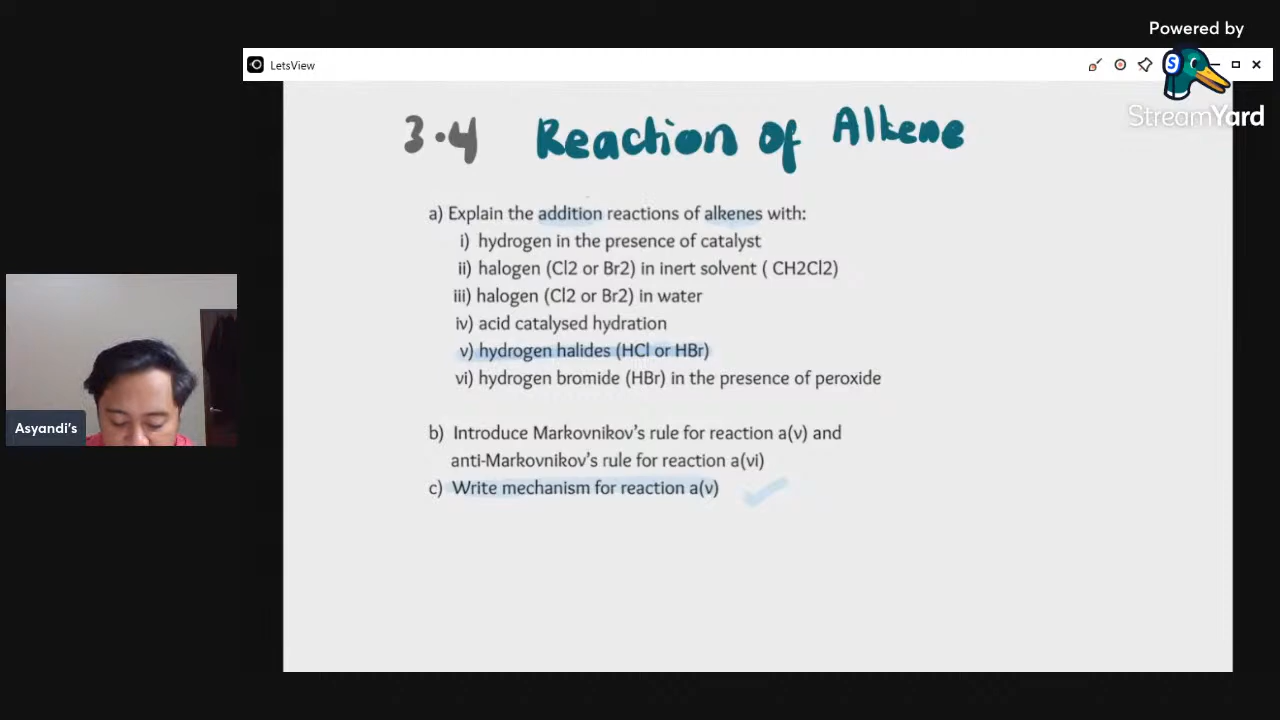 Powered by
StreamYard
LetsView
3.4 Reaction of Alkene
a) Explain the addition reactions of alkenes with:
i) hydrogen in the presence of catalyst
ii) halogen (Cl2 or Br2) in inert solvent ( CH2Cl2)
iii) halogen (Cl2 or Br2) in water
iv) acid catalysed hydration
v) hydrogen halides (HCl or HBr)
vi) hydrogen bromide (HBr) in the presence of peroxide
b) Introduce Markovnikov's rule for reaction a(v) and
anti-Markovnikov's rule for reaction a(vi)
c) Write mechanism for reaction a(v)
Asyandi's